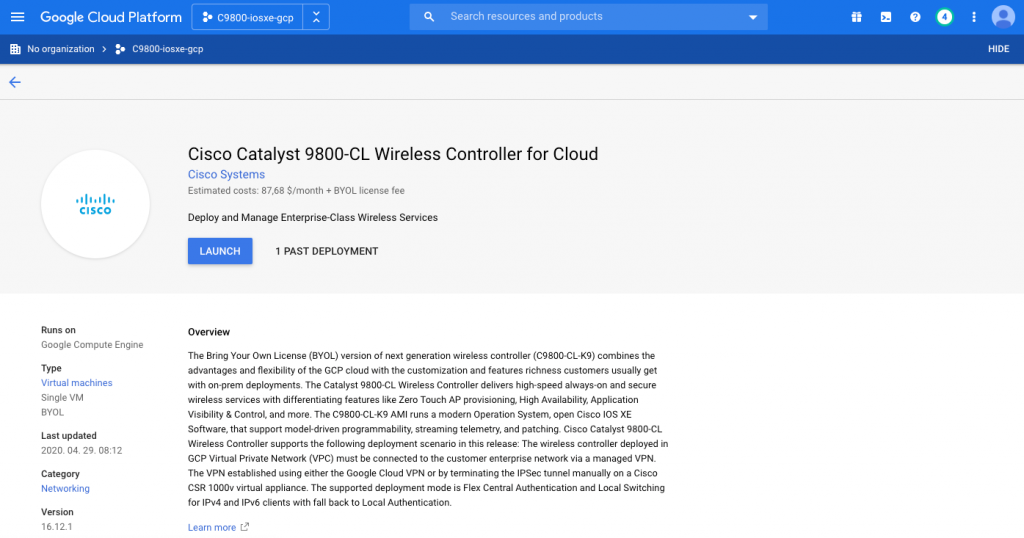 Google Cloud Platform
C9800-iosxe-gcp
Search resources and products
4
No organization
C9800-iosxe-gcp
HIDE
Cisco Catalyst 9800-CL Wireless Controller for Cloud
Cisco Systems
Estimated costs: 87,68 $/month + BYOL license fee
CISCO
Deploy and Manage Enterprise-Class Wireless Services
LAUNCH
1 PAST DEPLOYMENT
Runs on
Google Compute Engine
Type
Virtual machines
Single VM
BYOL
Last updated
2020. 04. 29. 08:12
Category
Networking
Version
16.12.1
Overview
The Bring Your Own License (BYOL) version of next generation wireless controller (C9800-CL-K9) combines the
advantages and flexibility of the GCP cloud with the customization and features richness customers usually get
with on-prem deployments. The Catalyst 9800-CL Wireless Controller delivers high-speed always-on and secure
wireless services with differentiating features like Zero Touch AP provisioning, High Availability, Application
Visibility & Control, and more. The C9800-CL-K9 AMI runs a modern Operation System, open Cisco IOS XE
Software, that support model-driven programmability, streaming telemetry, and patching. Cisco Catalyst 9800-CL
Wireless Controller supports the following deployment scenario in this release: The wireless controller deployed in
GCP Virtual Private Network (VPC) must be connected to the customer enterprise network via a managed VPN.
The VPN established using either the Google Cloud VPN or by terminating the IPSec tunnel manually on a Cisco
CSR 1000v virtual appliance. The supported deployment mode is Flex Central Authentication and Local Switching
for IPv4 and IPv6 clients with fall back to Local Authentication.
Learn more